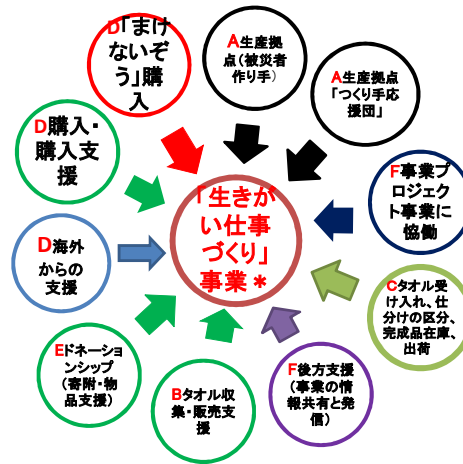 D「まけ
ないぞ
う」購
入
A生産拠
点(被災者
作り手)
A生産拠点
「つくり手応
援団」
D購入・
購入支
援
F事業プ
ロジェク
ト事業に
恊働
「生きが
い仕事
づくり」
事業＊
D海外
からの
支援
Cタオル受
け入れ、仕
分けの区分、
完成品在庫、
出荷
Eドネーショ
ンシップ
(寄附・物
品支援)
Bタオル収
集・販売支
援
F後方支援
(事業の情
報共有と発
信)